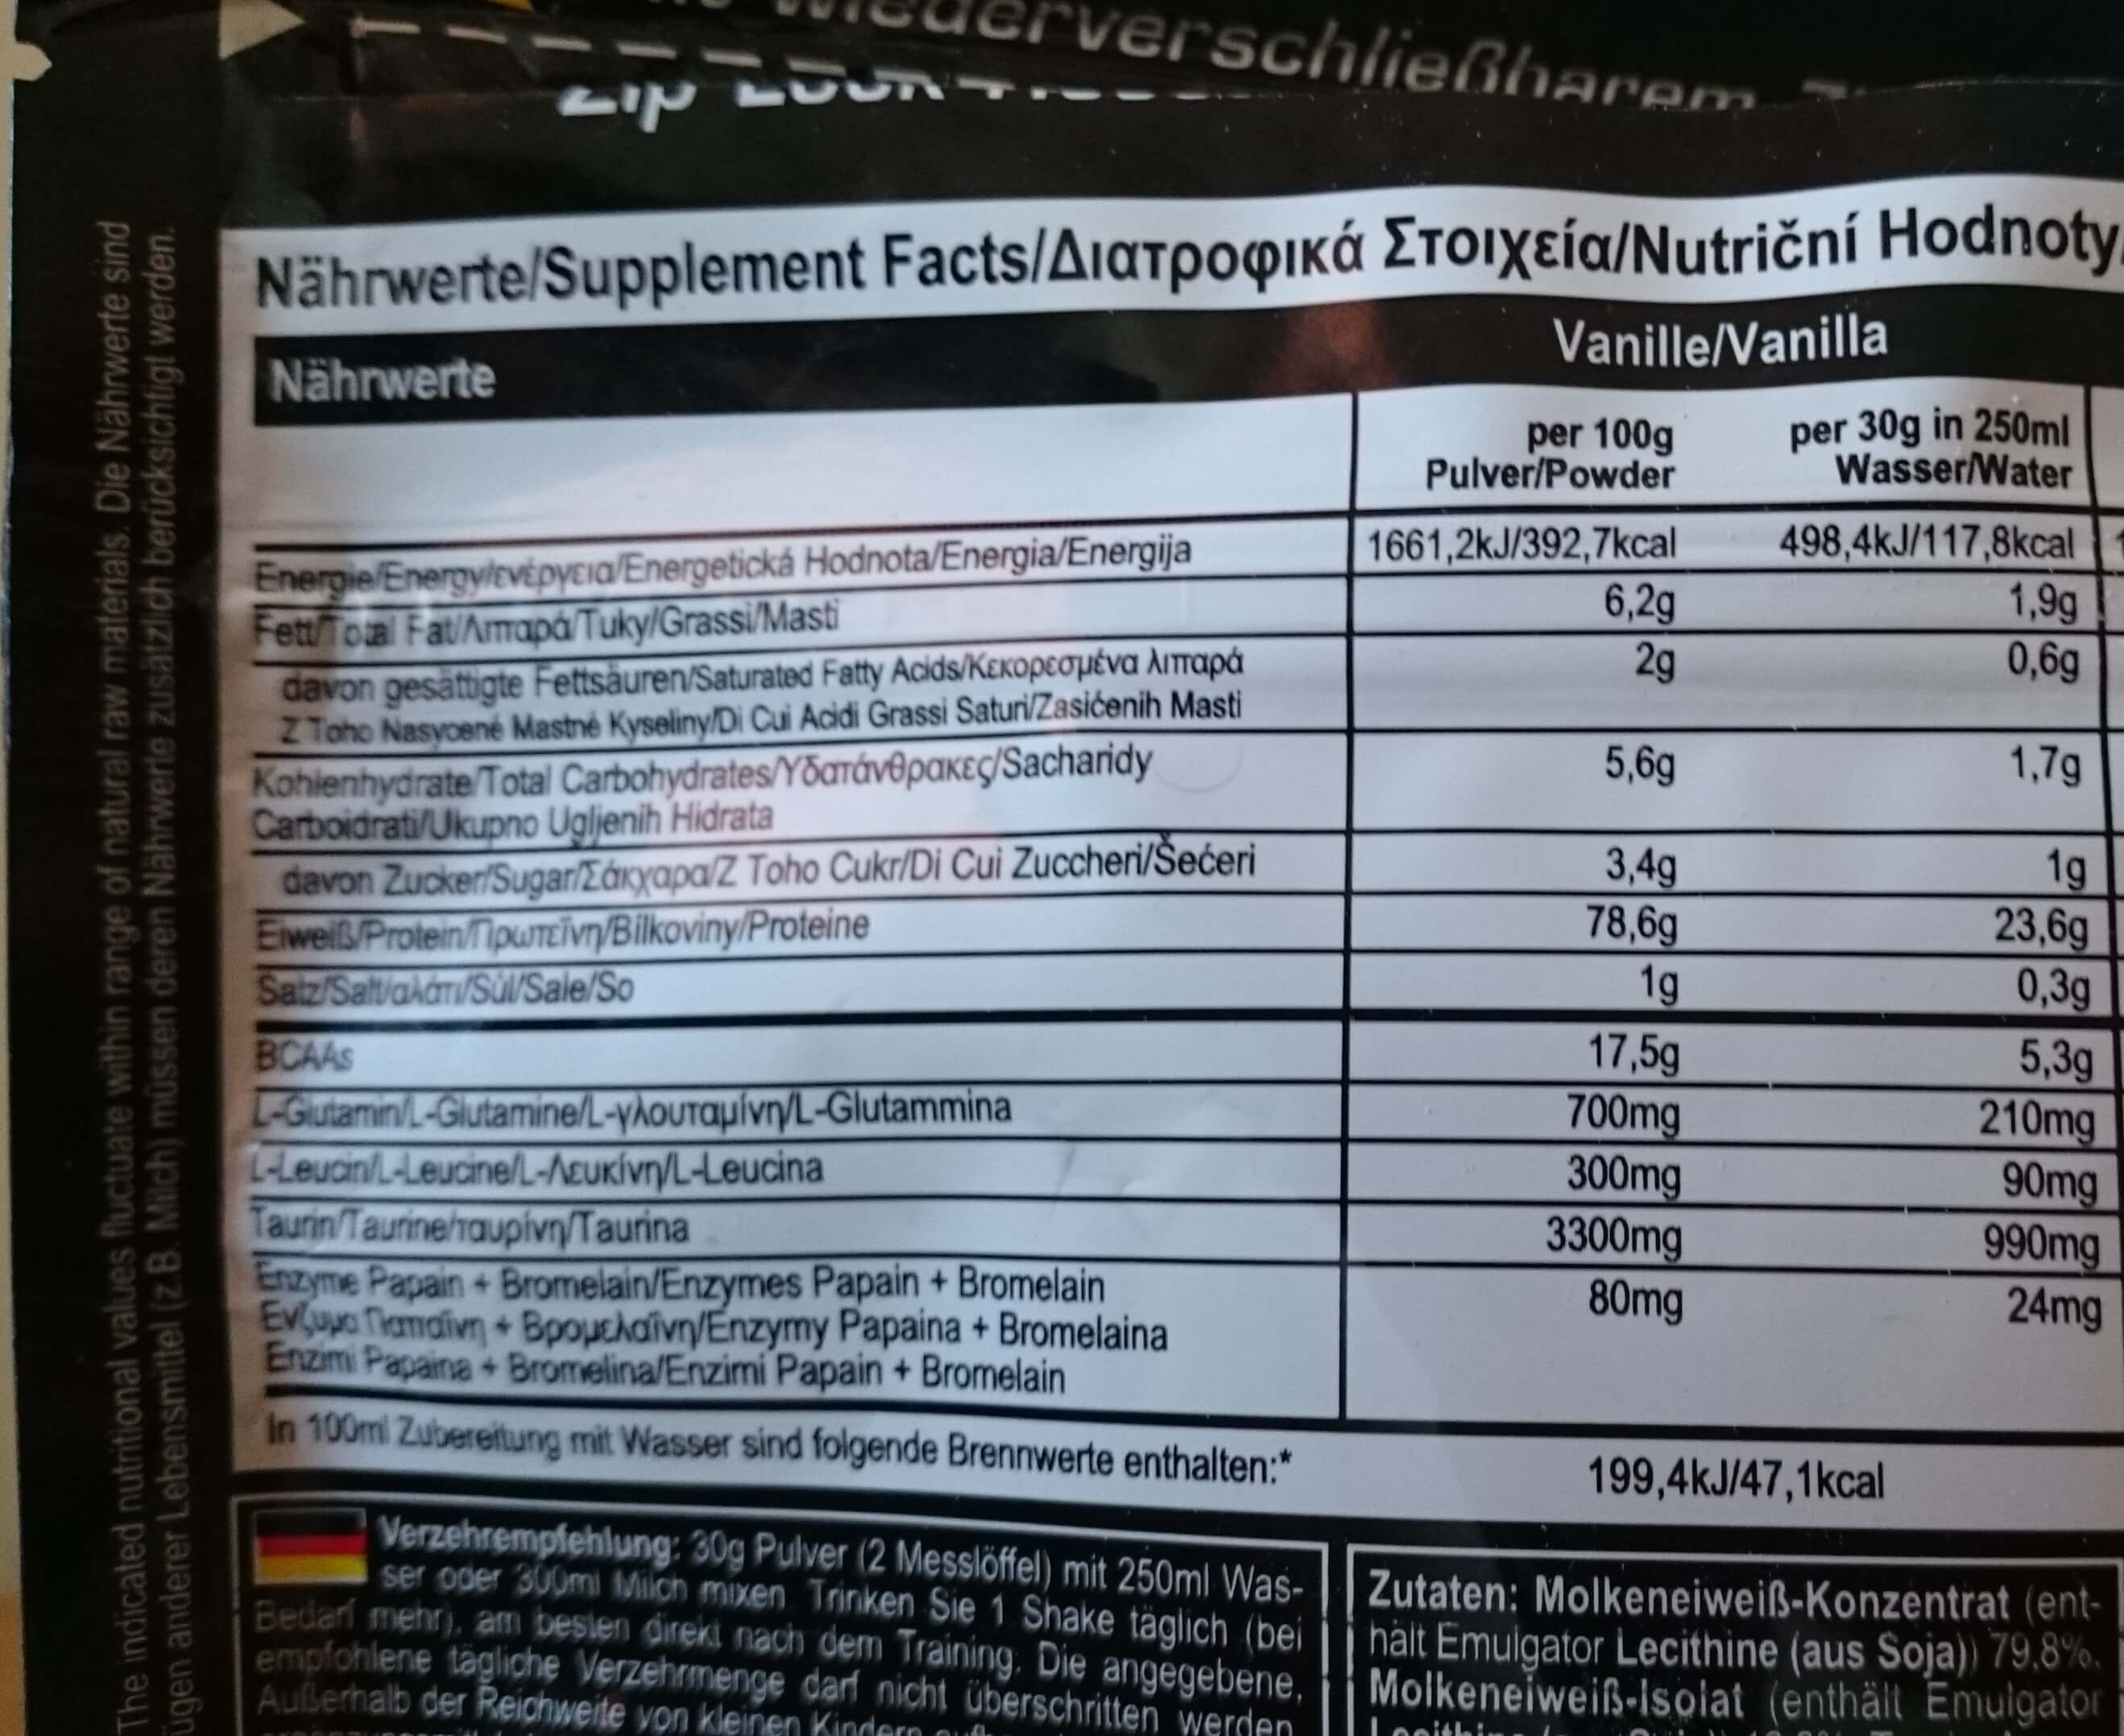 wiederverschließbarem
Zip
Nährwerte/Supplement Facts/Διατροφικά Στοιχεία/Nutriční Hodnoty
Nährwerte
Vanille/Vanilla
per 100g per 30g in 250ml
Pulver/Powder Wasser/Water
Energie/Energy/ενέργεια/Energetická Hodnota/Energia/Energija 1661,2kJ/392,7kcal 498,4kJ/117,8kcal
Fett/Total Fat/Λιπαρά/Tuky/Grassi/Masti 6,2g 1,9g
davon gesättigte Fettsäuren/Saturated Fatty Acids/Κεκορεσμένα λιπαρά 2g 0,6g
Z Toho Nasycené Mastné Kyseliny/Di Cui Acidi Grassi Saturi/Zasićenih Masti
Kohlenhydrate/Total Carbohydrates/Υδατάνθρακες/Sacharidy 5,6g 1,7g
Carboidrati/Ukupno Ugljenih Hidrata
davon Zucker/Sugar/Σάκχαρα/Z Toho Cukr/Di Cui Zuccheri/Šećeri 3,4g 1g
Eiweiß/Protein/Πρωτεΐνη/Bílkoviny/Proteine 78,6g 23,6g
Salz/Salt/αλάτι/Sůl/Sale/So 1g 0,3g
BCAAs 17,5g 5,3g
L-Glutamin/L-Glutamine/L-γλουταμίνη/L-Glutammina 700mg 210mg
L-Leucin/L-Leucine/L-Λευκίνη/L-Leucina 300mg 90mg
Taurin/Taurine/ταυρίνη/Taurina 3300mg 990mg
Enzyme Papain + Bromelain/Enzymes Papain + Bromelain 80mg 24mg
Ενζυμα Παπαΐνη + Βρομελαΐνη/Enzymy Papaina + Bromelaina
Enzimi Papaina + Bromelina/Enzimi Papain + Bromelain
In 100ml Zubereitung mit Wasser sind folgende Brennwerte enthalten:* 199,4kJ/47,1kcal
Verzehrempfehlung: 30g Pulver (2 Messlöffel) mit 250ml Was-
ser oder 300ml Milch mixen. Trinken Sie 1 Shake täglich (bei
Bedarf mehr), am besten direkt nach dem Training. Die angegebene,
empfohlene tägliche Verzehrmenge darf nicht überschritten werden
Außerhalb der Reichweite von kleinen Kindern
Zutaten: Molkeneiweiß-Konzentrat (ent-
hält Emulgator Lecithine (aus Soja)) 79,8%,
Molkeneiweiß-Isolat (enthält Emulgator
The indicated nutritional values fluctuate within range of natural raw materials. Die Nährwerte sind
anderer Lebensmittel (z.B. Milch) müssen deren Nährwerte zusätzlich berücksichtigt werden.